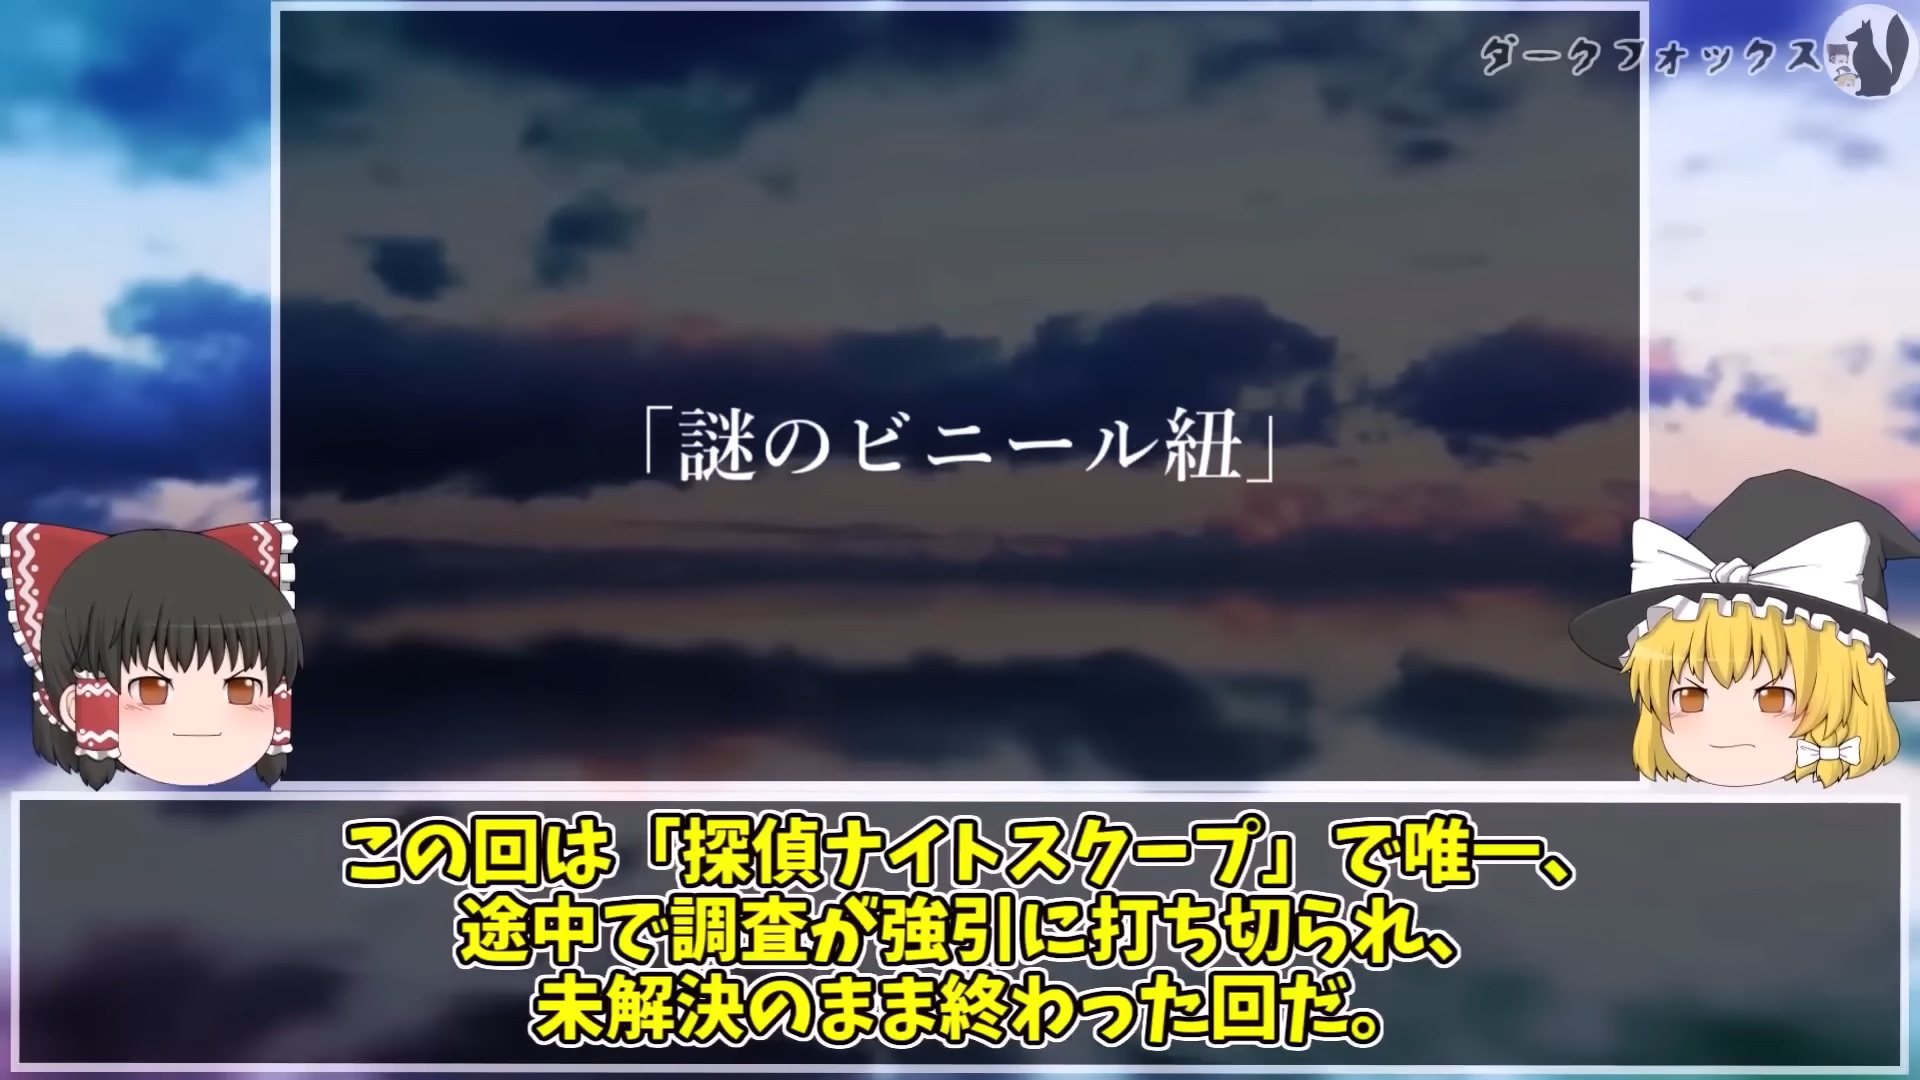 ダークフォックス
「謎のビニール紐」
この回は「探偵ナイトスクープ」で唯一、
途中で調査が強引に打ち切られ、
未解決のまま終わった回だ。